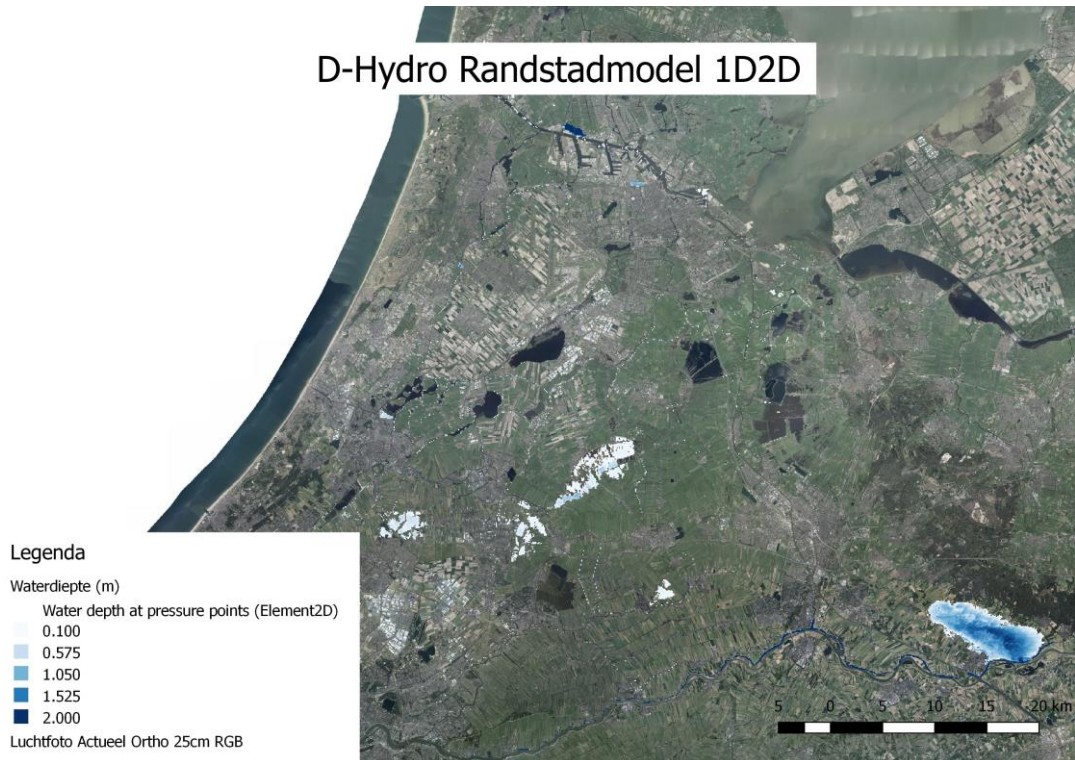 D-Hydro Randstadmodel 1D2D
Legenda
Waterdiepte (m)
Water depth at pressure points (Element2D)
0.100
0.575
1.050
1.525
2.000
Luchtfoto Actueel Ortho 25cm RGB
5 0 5 10 15 20 km